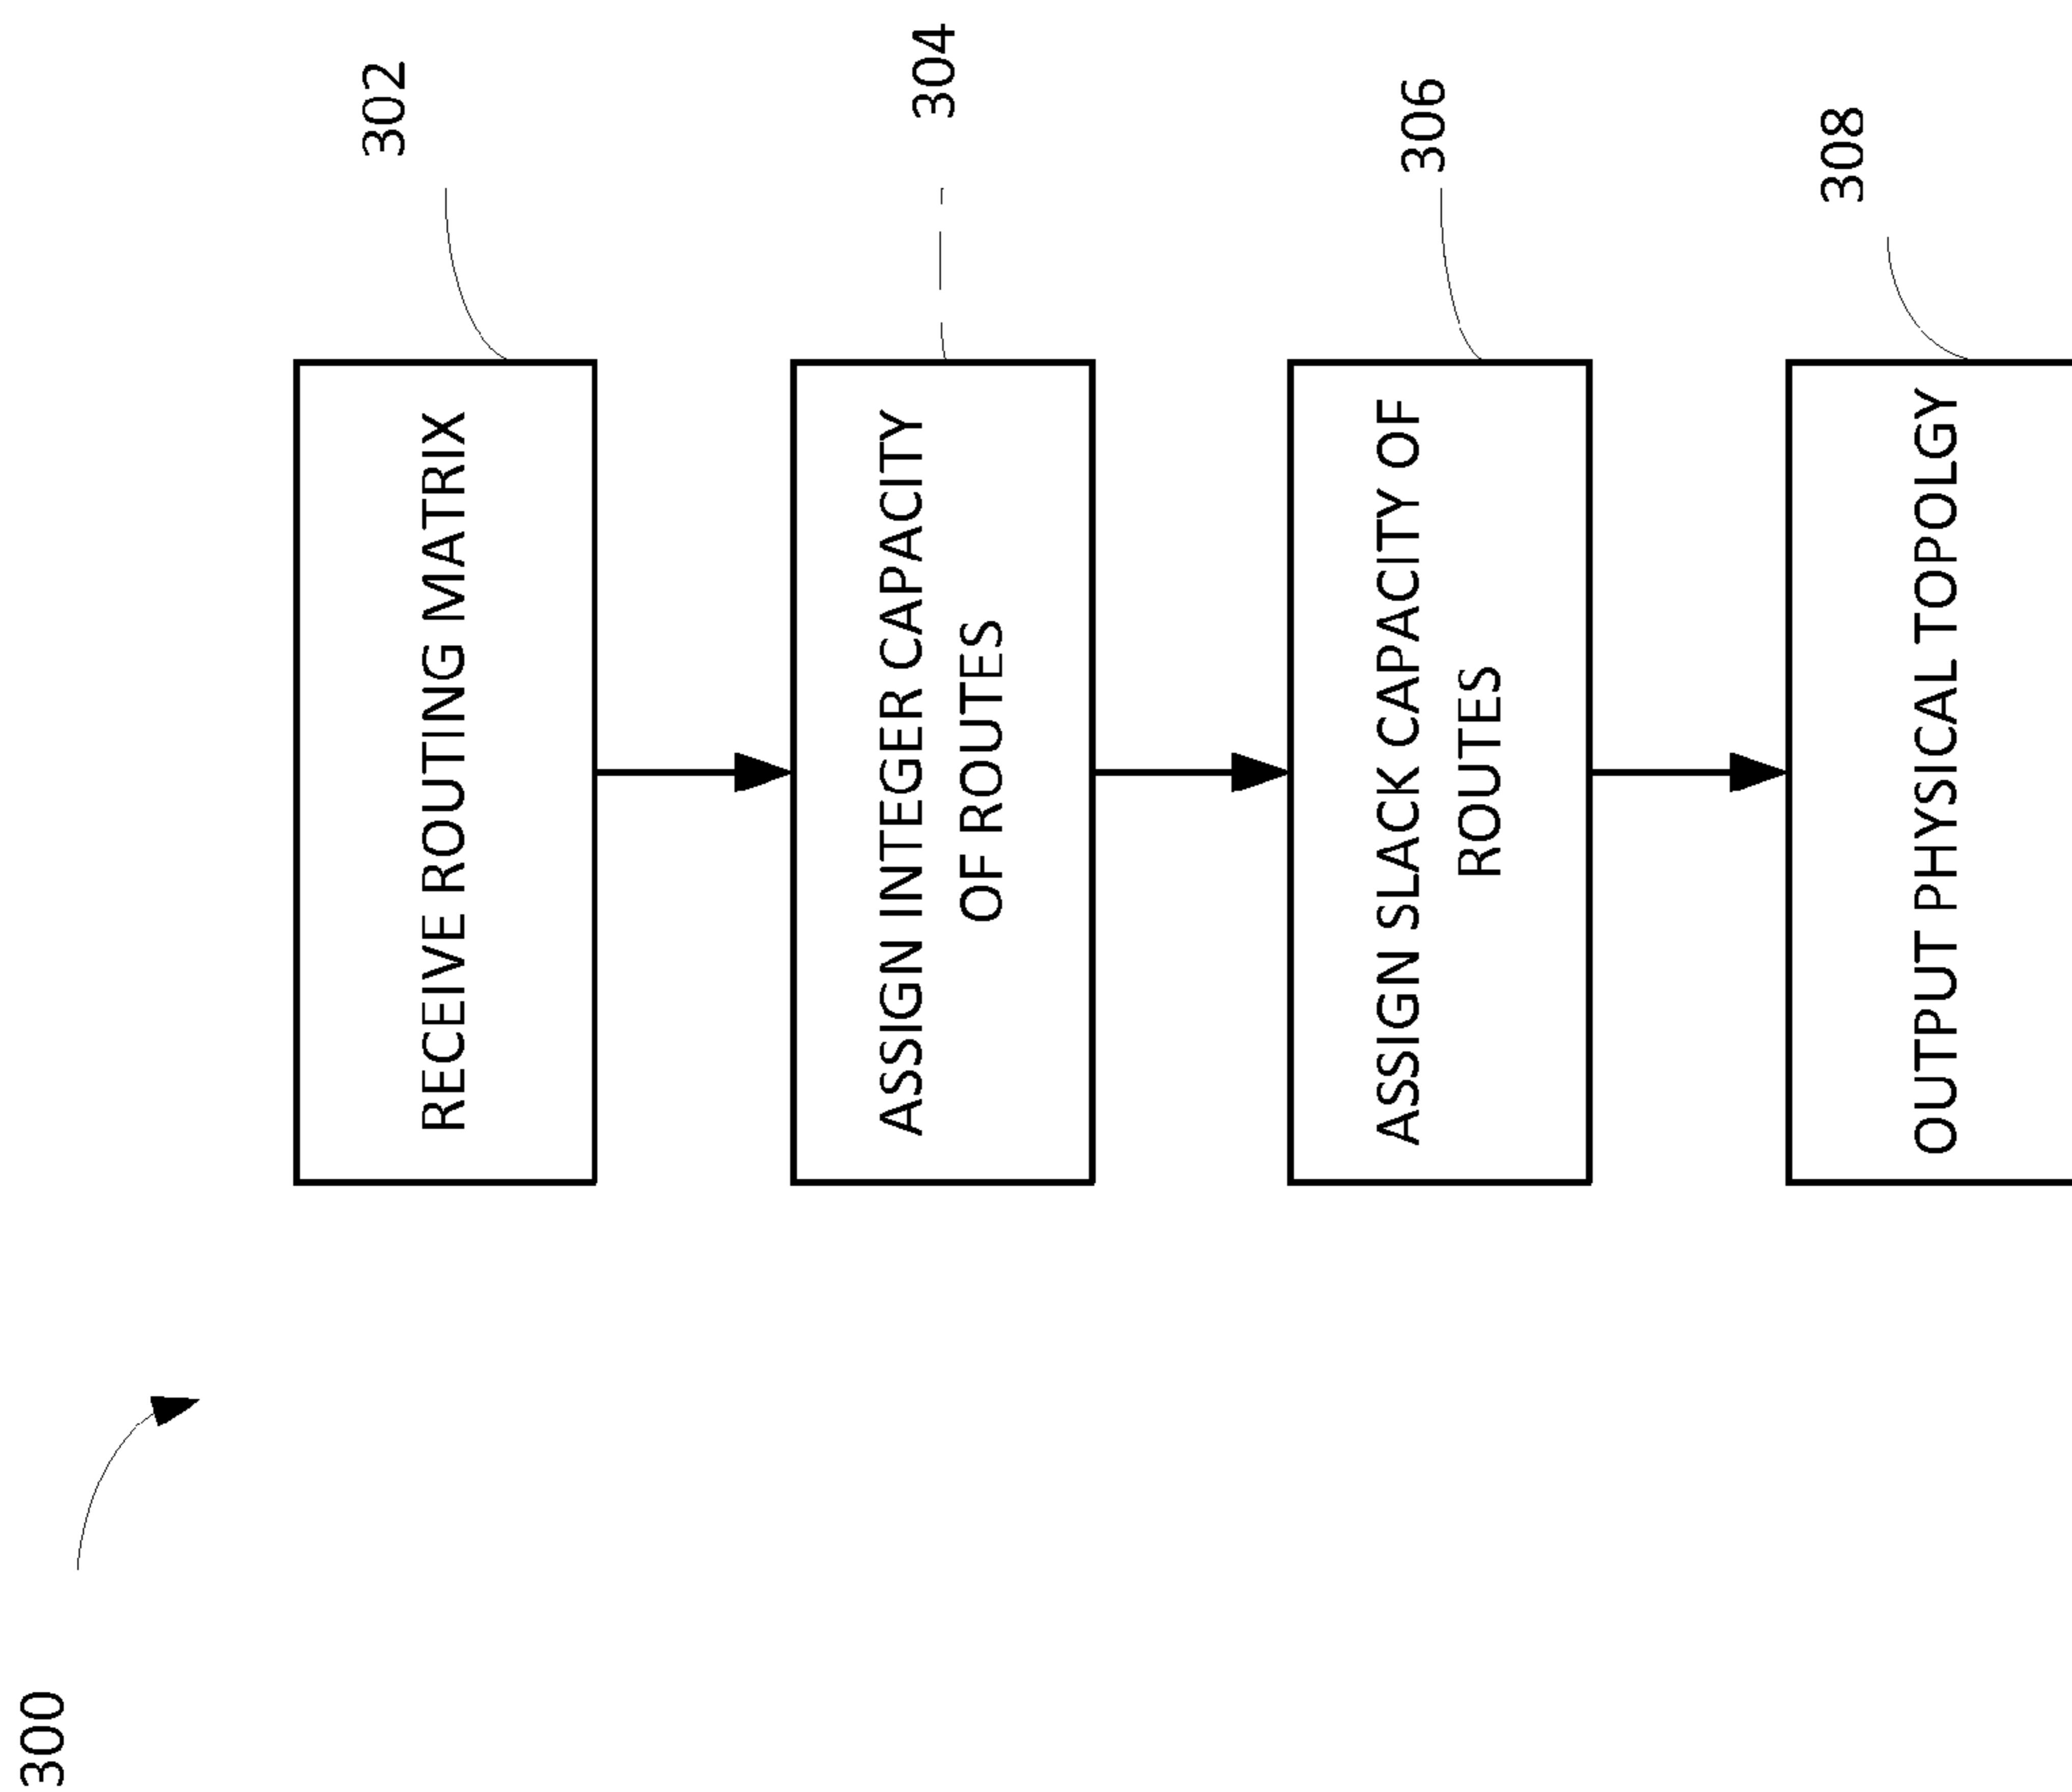 300
302
RECEIVE ROUTING MATRIX
304
ASSIGN INTEGER CAPACITY
OF ROUTES
306
ASSIGN SLACK CAPACITY OF
ROUTES
308
OUTPUT PHYSICAL TOPOLGY